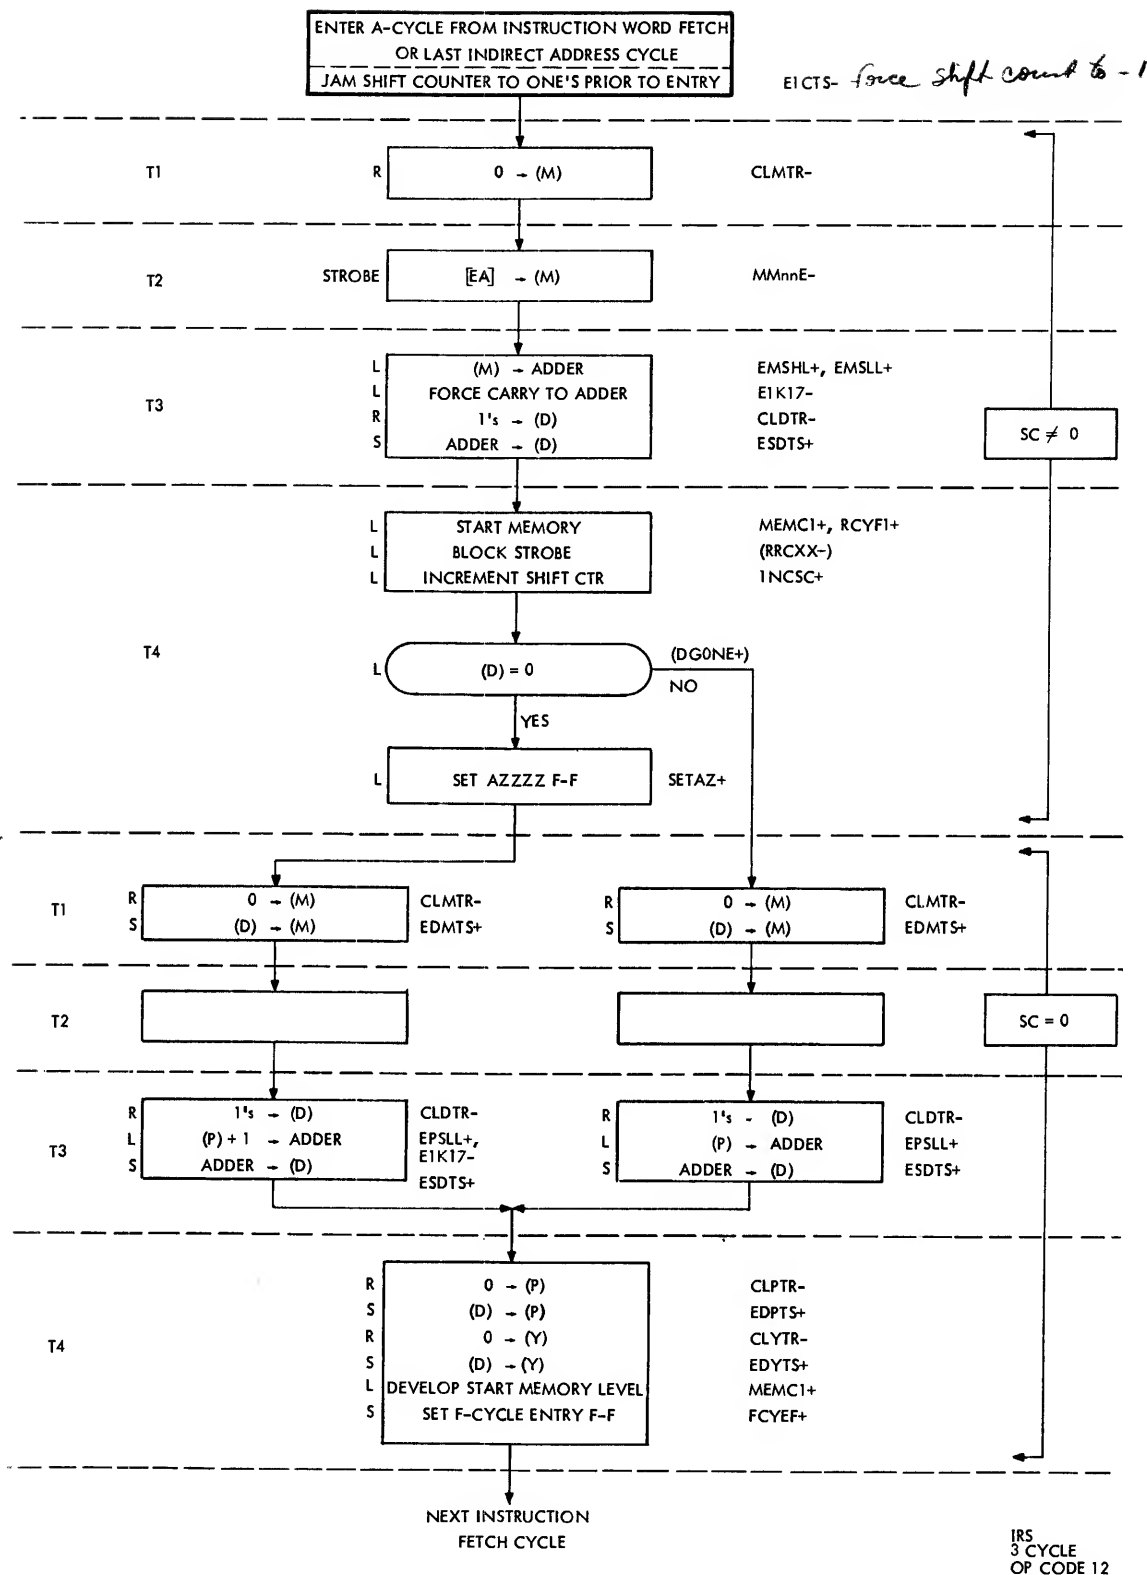 ENTER A-CYCLE FROM INSTRUCTION WORD FETCH
OR LAST INDIRECT ADDRESS CYCLE
JAM SHIFT COUNTER TO ONE'S PRIOR TO ENTRY
E1CTS- force shift count to -1
T1 R 0 → (M) CLMTR-
T2 STROBE [EA] → (M) MMnnE-
L (M) → ADDER EMSHL+, EMSLL+
L FORCE CARRY TO ADDER E1K17-
T3
R 1's → (D) CLDTR-
S ADDER → (D) ESDTS+
SC ≠ 0
L START MEMORY MEMC1+, RCYF1+
L BLOCK STROBE (RRCXX-)
L INCREMENT SHIFT CTR 1NCSC+
T4
L (D) = 0
(DG0NE+)
NO
YES
L SET AZZZZ F-F SETAZ+
T1
R 0 → (M) CLMTR-
S (D) → (M) EDMTS+
R 0 → (M) CLMTR-
S (D) → (M) EDMTS+
T2
SC = 0
T3
R 1's → (D) CLDTR-
L (P) + 1 → ADDER EPSLL+,
E1K17-
S ADDER → (D) ESDTS+
R 1's - (D) CLDTR-
L (P) → ADDER EPSLL+
S ADDER → (D) ESDTS+
T4
R 0 → (P) CLPTR-
S (D) → (P) EDPTS+
R 0 → (Y) CLYTR-
S (D) → (Y) EDYTS+
L DEVELOP START MEMORY LEVEL MEMC1+
S SET F-CYCLE ENTRY F-F FCYEF+
NEXT INSTRUCTION
FETCH CYCLE
IRS
3 CYCLE
OP CODE 12